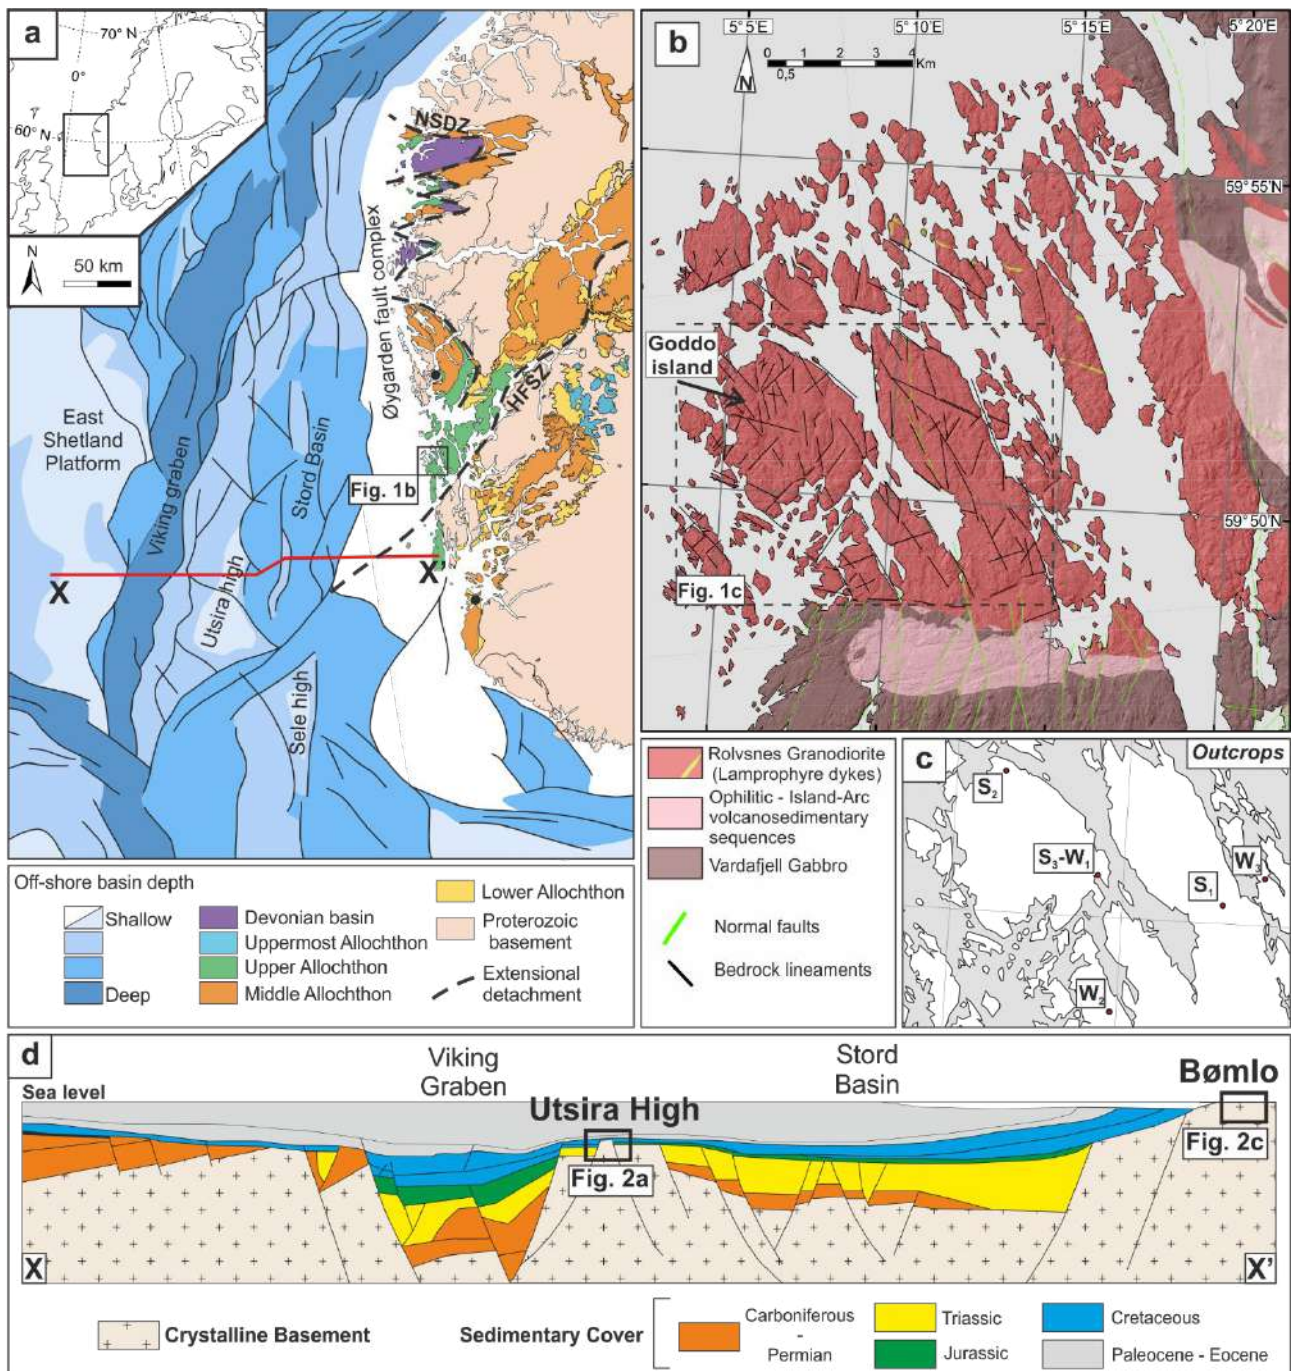 a
70° N
0°
60° N
N
50 km
NSDZ
Øygarden fault complex
HFSZ
East
Shetland
Platform
Viking graben
Stord Basin
Fig. 1b
X
X'
Utsira high
Sele high
Off-shore basin depth
Shallow
Deep
Devonian basin
Uppermost Allochthon
Upper Allochthon
Middle Allochthon
Lower Allochthon
Proterozoic
basement
Extensional
detachment
b
5° 5'E
5° 10'E
5° 15'E
5° 20'E
0 1 2 3 4
0,5
Km
N
59° 55'N
Goddo
island
59° 50'N
Fig. 1c
Rolvsnes Granodiorite
(Lamprophyre dykes)
Ophilitic - Island-Arc
volcanosedimentary
sequences
Vardafjell Gabbro
Normal faults
Bedrock lineaments
c
Outcrops
S2
S3-W1
S1
W3
W2
d
Viking
Graben
Stord
Basin
Sea level
Utsira High
Bømlo
Fig. 2a
Fig. 2c
X
X'
Crystalline Basement
Sedimentary Cover
Carboniferous
-
Permian
Triassic
Jurassic
Cretaceous
Paleocene - Eocene